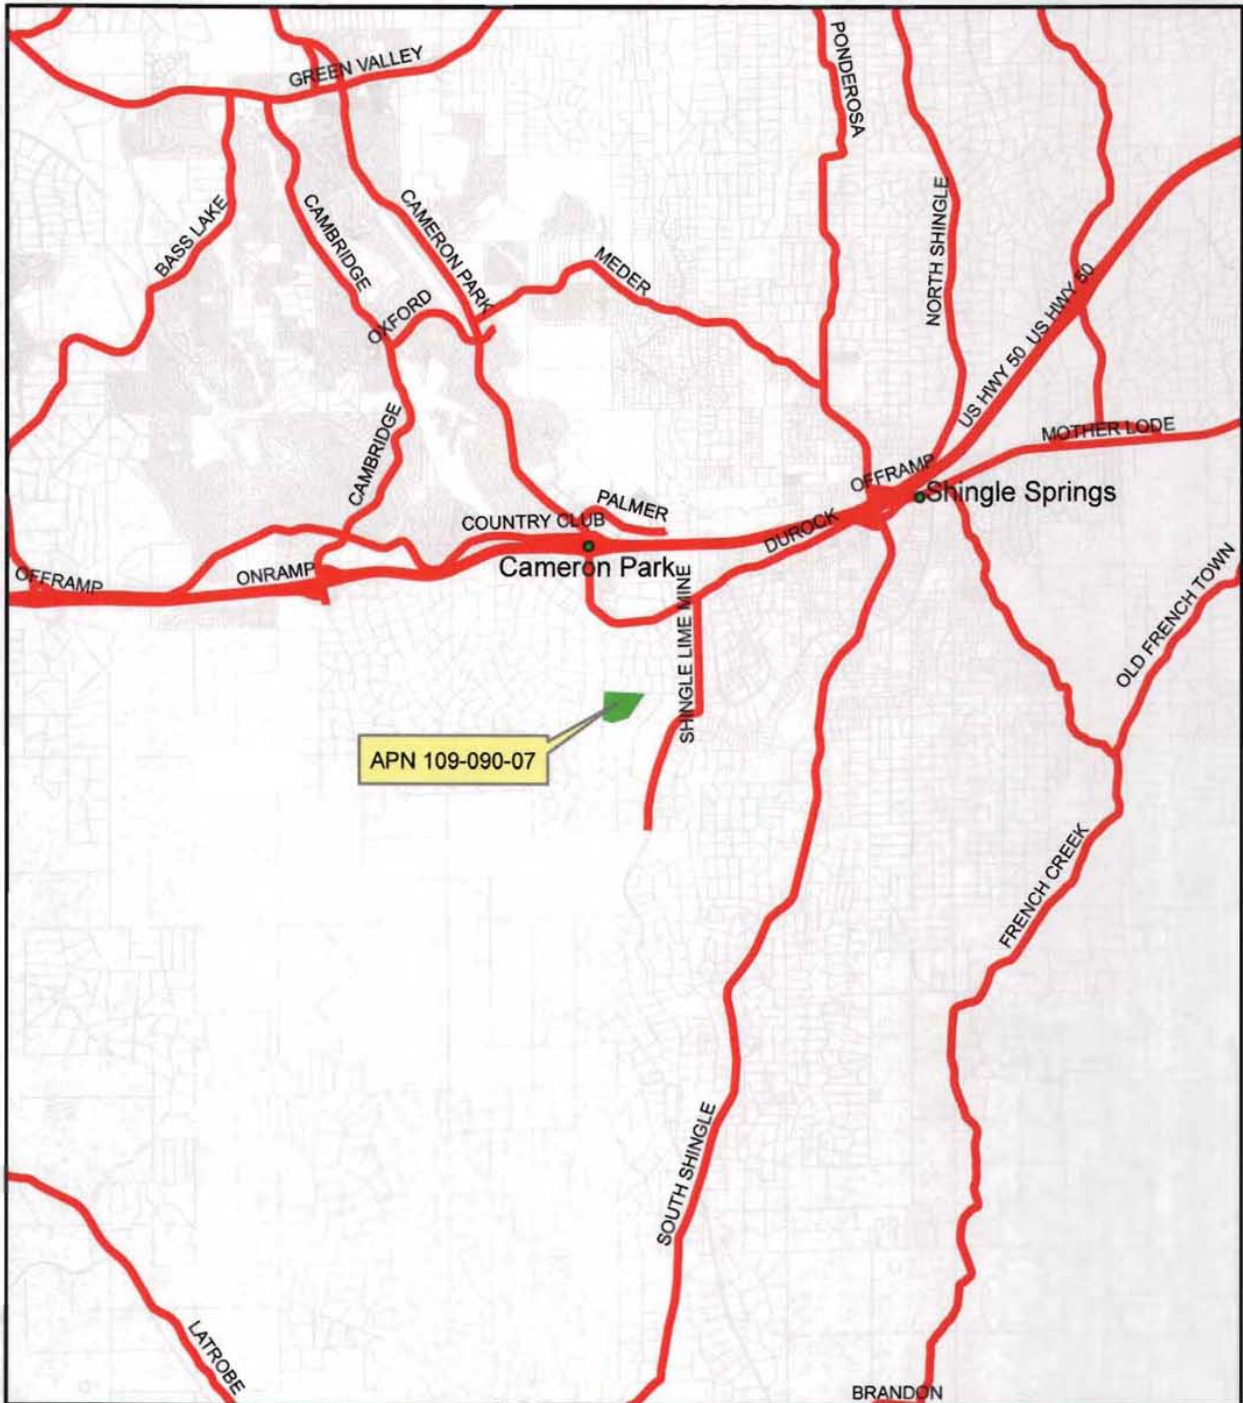 GREEN VALLEY
PONDEROSA
BASS LAKE
CAMBRIDGE
CAMERON PARK
NORTH SHINGLE
MEDER
OXFORD
US HWY 50
US HWY 50
CAMBRIDGE
MOTHER LODE
OFFRAMP
Shingle Springs
PALMER
COUNTRY CLUB
DUROCK
Cameron Park
OFFRAMP
ONRAMP
SHINGLE LIME MINE
OLD FRENCH TOWN
APN 109-090-07
FRENCH CREEK
SOUTH SHINGLE
LATROBE
BRANDON